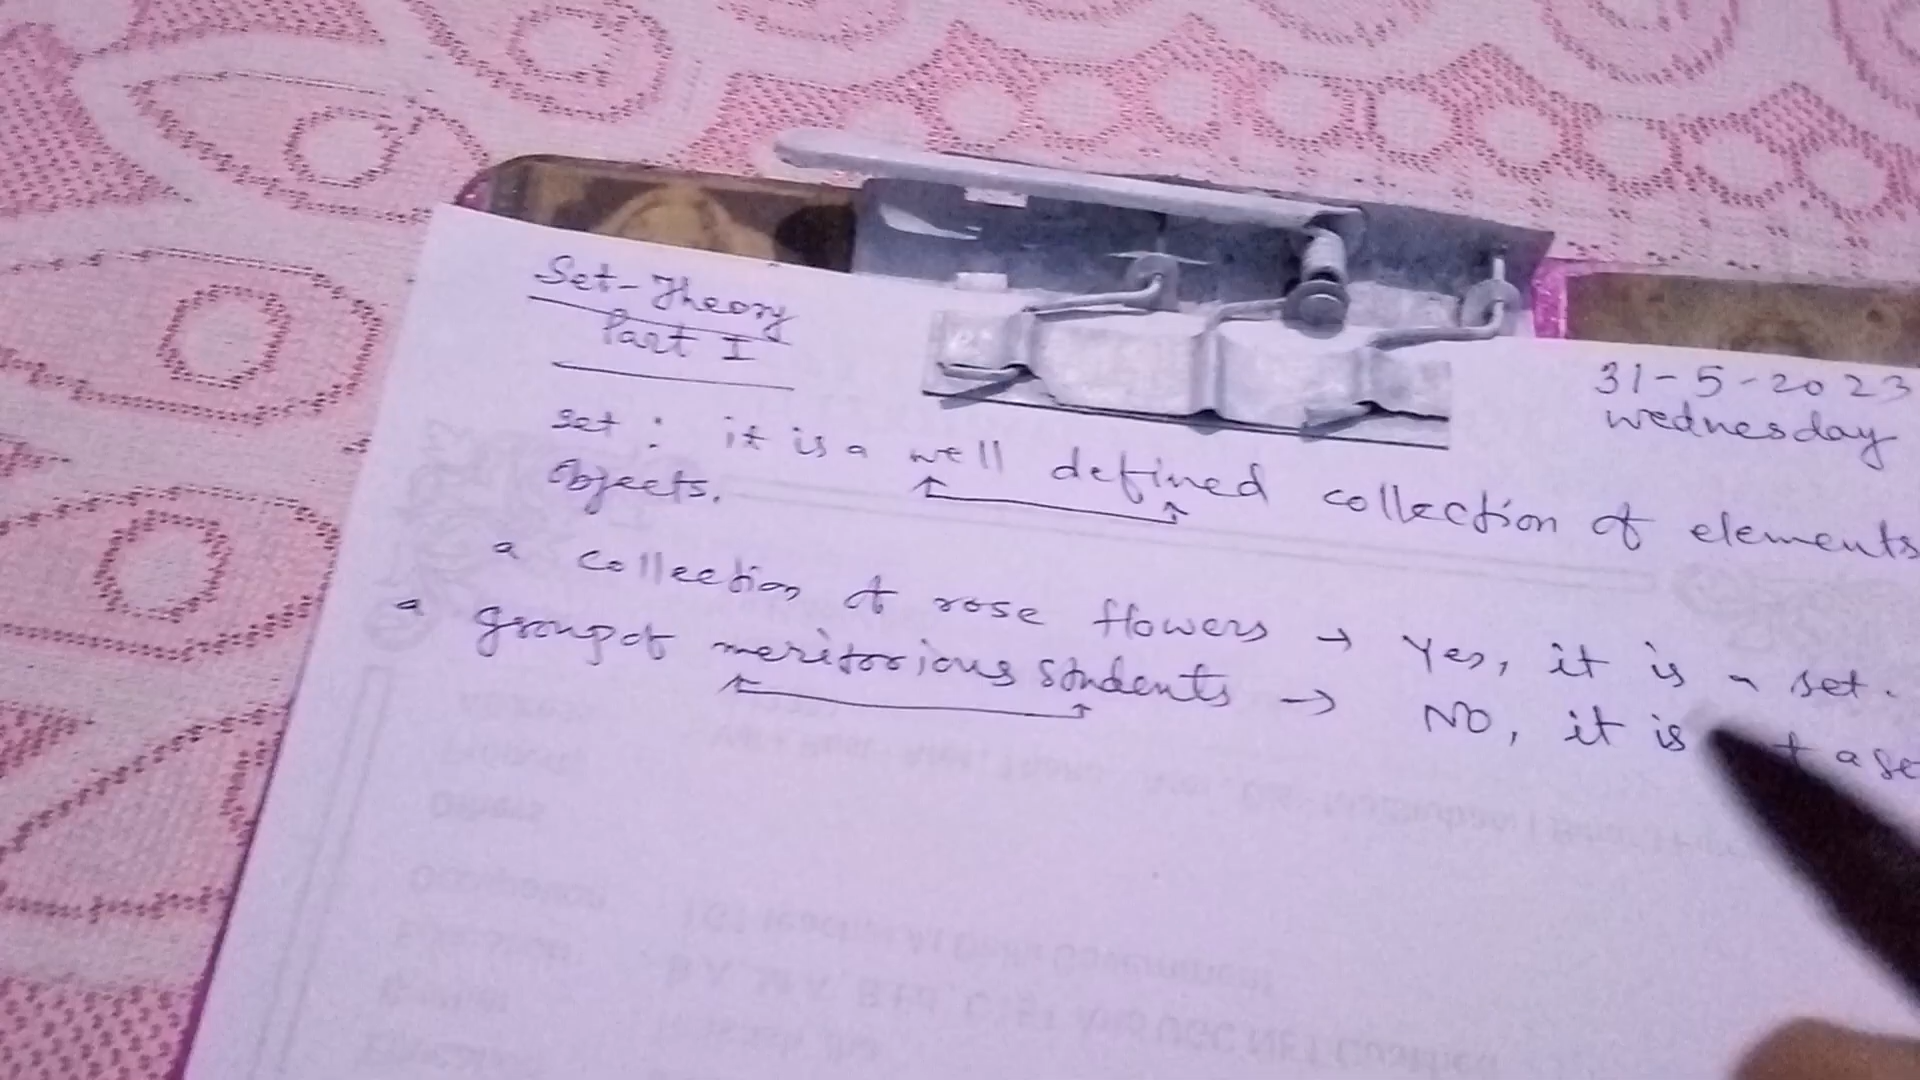 Set-Theory
Part I
31-5-2023
wednesday
set : it is a well defined collection of elements
objects.
a collection of rose flowers → Yes, it is a set.
a group of meritorious students → NO, it is a se